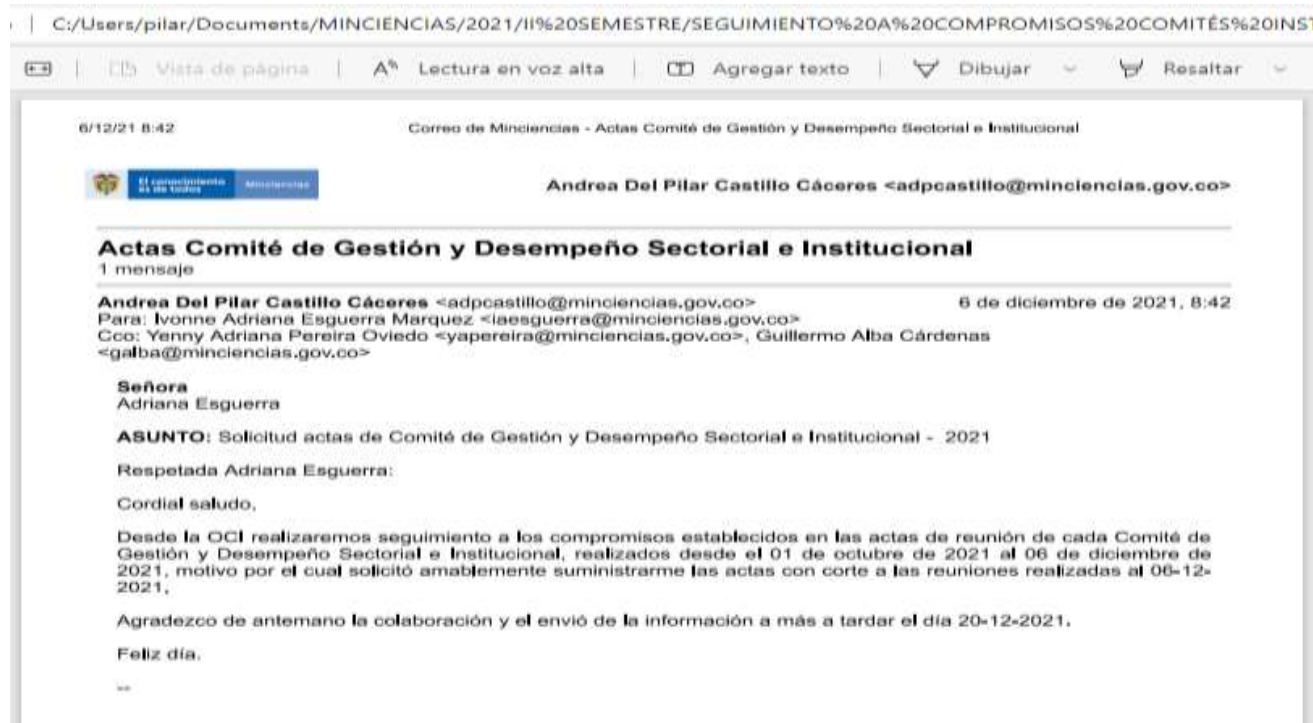 C:/Users/pilar/Documents/MINCIENCIAS/2021/II%20SEMESTRE/SEGUIMIENTO%20A%20COMPROMISOS%20COMITÉS%20INST
Vista de página | Aᵃ Lectura en voz alta | Agregar texto | Dibujar Resaltar
6/12/21 8:42 Correo de Minciencias - Actas Comité de Gestión y Desempeño Sectorial e Institucional
El conocimiento es de todos Minciencias
Andrea Del Pilar Castillo Cáceres <adpcastillo@minciencias.gov.co>
Actas Comité de Gestión y Desempeño Sectorial e Institucional
1 mensaje
Andrea Del Pilar Castillo Cáceres <adpcastillo@minciencias.gov.co> 6 de diciembre de 2021, 8:42
Para: Ivonne Adriana Esguerra Marquez <iaesguerra@minciencias.gov.co>
Cco: Yenny Adriana Pereira Oviedo <yapereira@minciencias.gov.co>, Guillermo Alba Cárdenas
<galba@minciencias.gov.co>
Señora
Adriana Esguerra
ASUNTO: Solicitud actas de Comité de Gestión y Desempeño Sectorial e Institucional - 2021
Respetada Adriana Esguerra:
Cordial saludo,
Desde la OCI realizaremos seguimiento a los compromisos establecidos en las actas de reunión de cada Comité de
Gestión y Desempeño Sectorial e Institucional, realizados desde el 01 de octubre de 2021 al 06 de diciembre de
2021, motivo por el cual solicitó amablemente suministrarme las actas con corte a las reuniones realizadas al 06-12-
2021.
Agradezco de antemano la colaboración y el envió de la información a más a tardar el día 20-12-2021.
Feliz día.
--